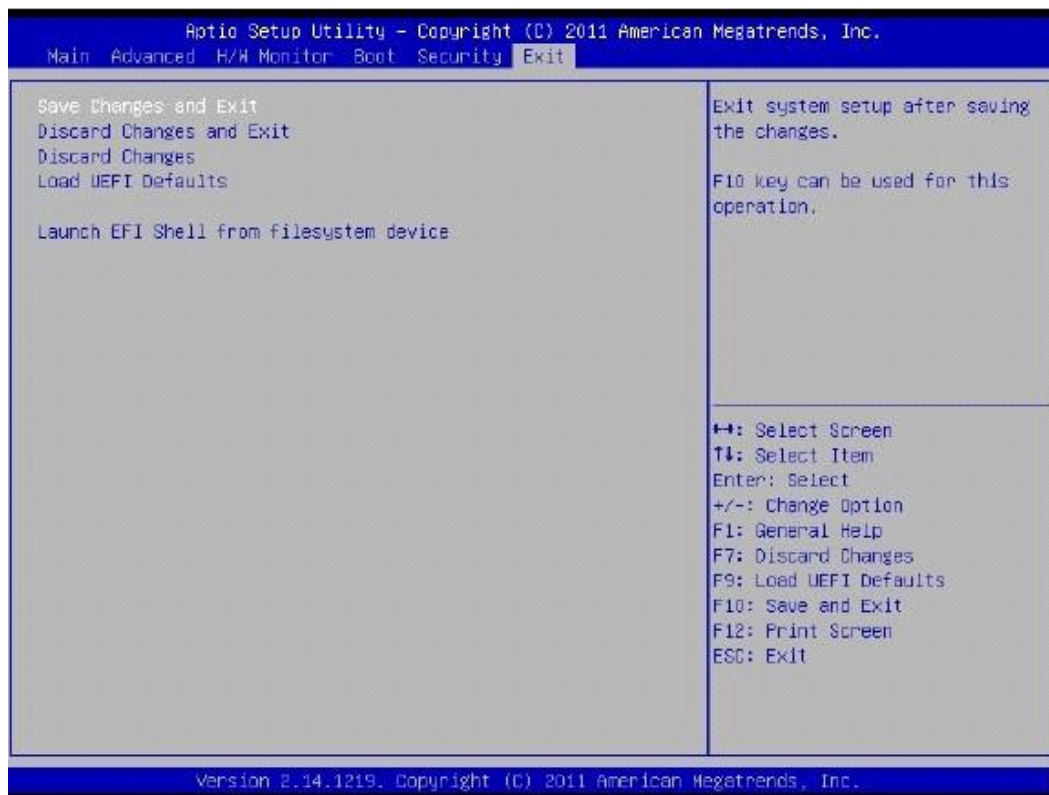 Aptio Setup Utility - Copyright (C) 2011 American Megatrends, Inc.
Main Advanced H/W Monitor Boot Security Exit
Save Changes and Exit
Discard Changes and Exit
Discard Changes
Load UEFI Defaults
Launch EFI Shell from filesystem device
Exit system setup after saving
the changes.
F10 key can be used for this
operation.
↔: Select Screen
↑↓: Select Item
Enter: Select
+/-: Change Option
F1: General Help
F7: Discard Changes
F9: Load UEFI Defaults
F10: Save and Exit
F12: Print Screen
ESC: Exit
Version 2.14.1219. Copyright (C) 2011 American Megatrends, Inc.